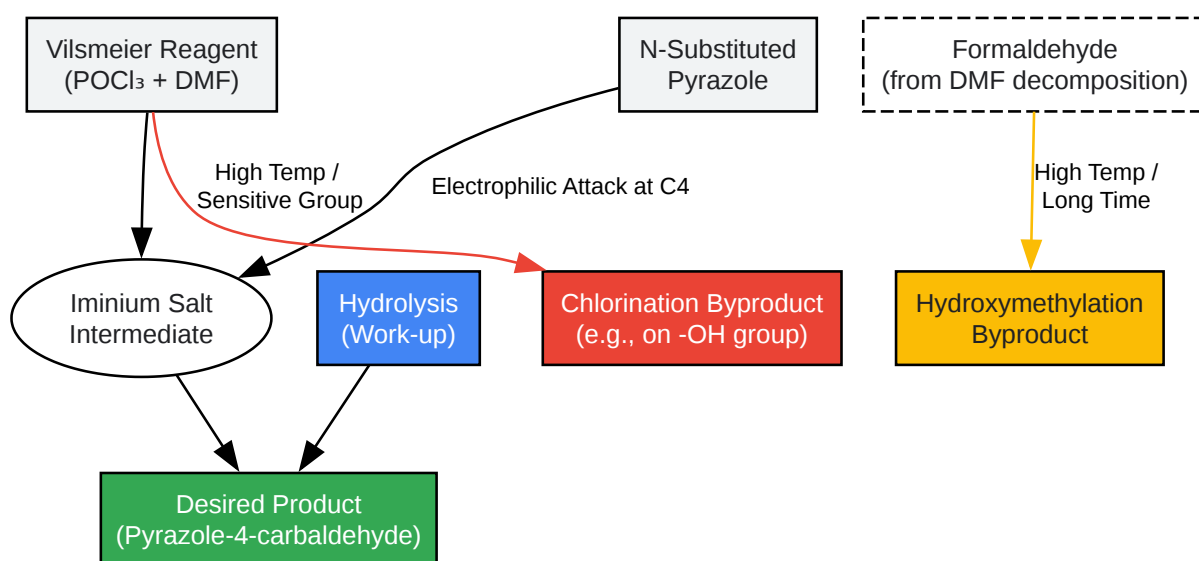 Vilsmeier Reagent
(POCl₃ + DMF)
N-Substituted
Pyrazole
Formaldehyde
(from DMF decomposition)
High Temp /
Sensitive Group
Electrophilic Attack at C4
High Temp /
Long Time
Iminium Salt
Intermediate
Hydrolysis
(Work-up)
Chlorination Byproduct
(e.g., on -OH group)
Hydroxymethylation
Byproduct
Desired Product
(Pyrazole-4-carbaldehyde)